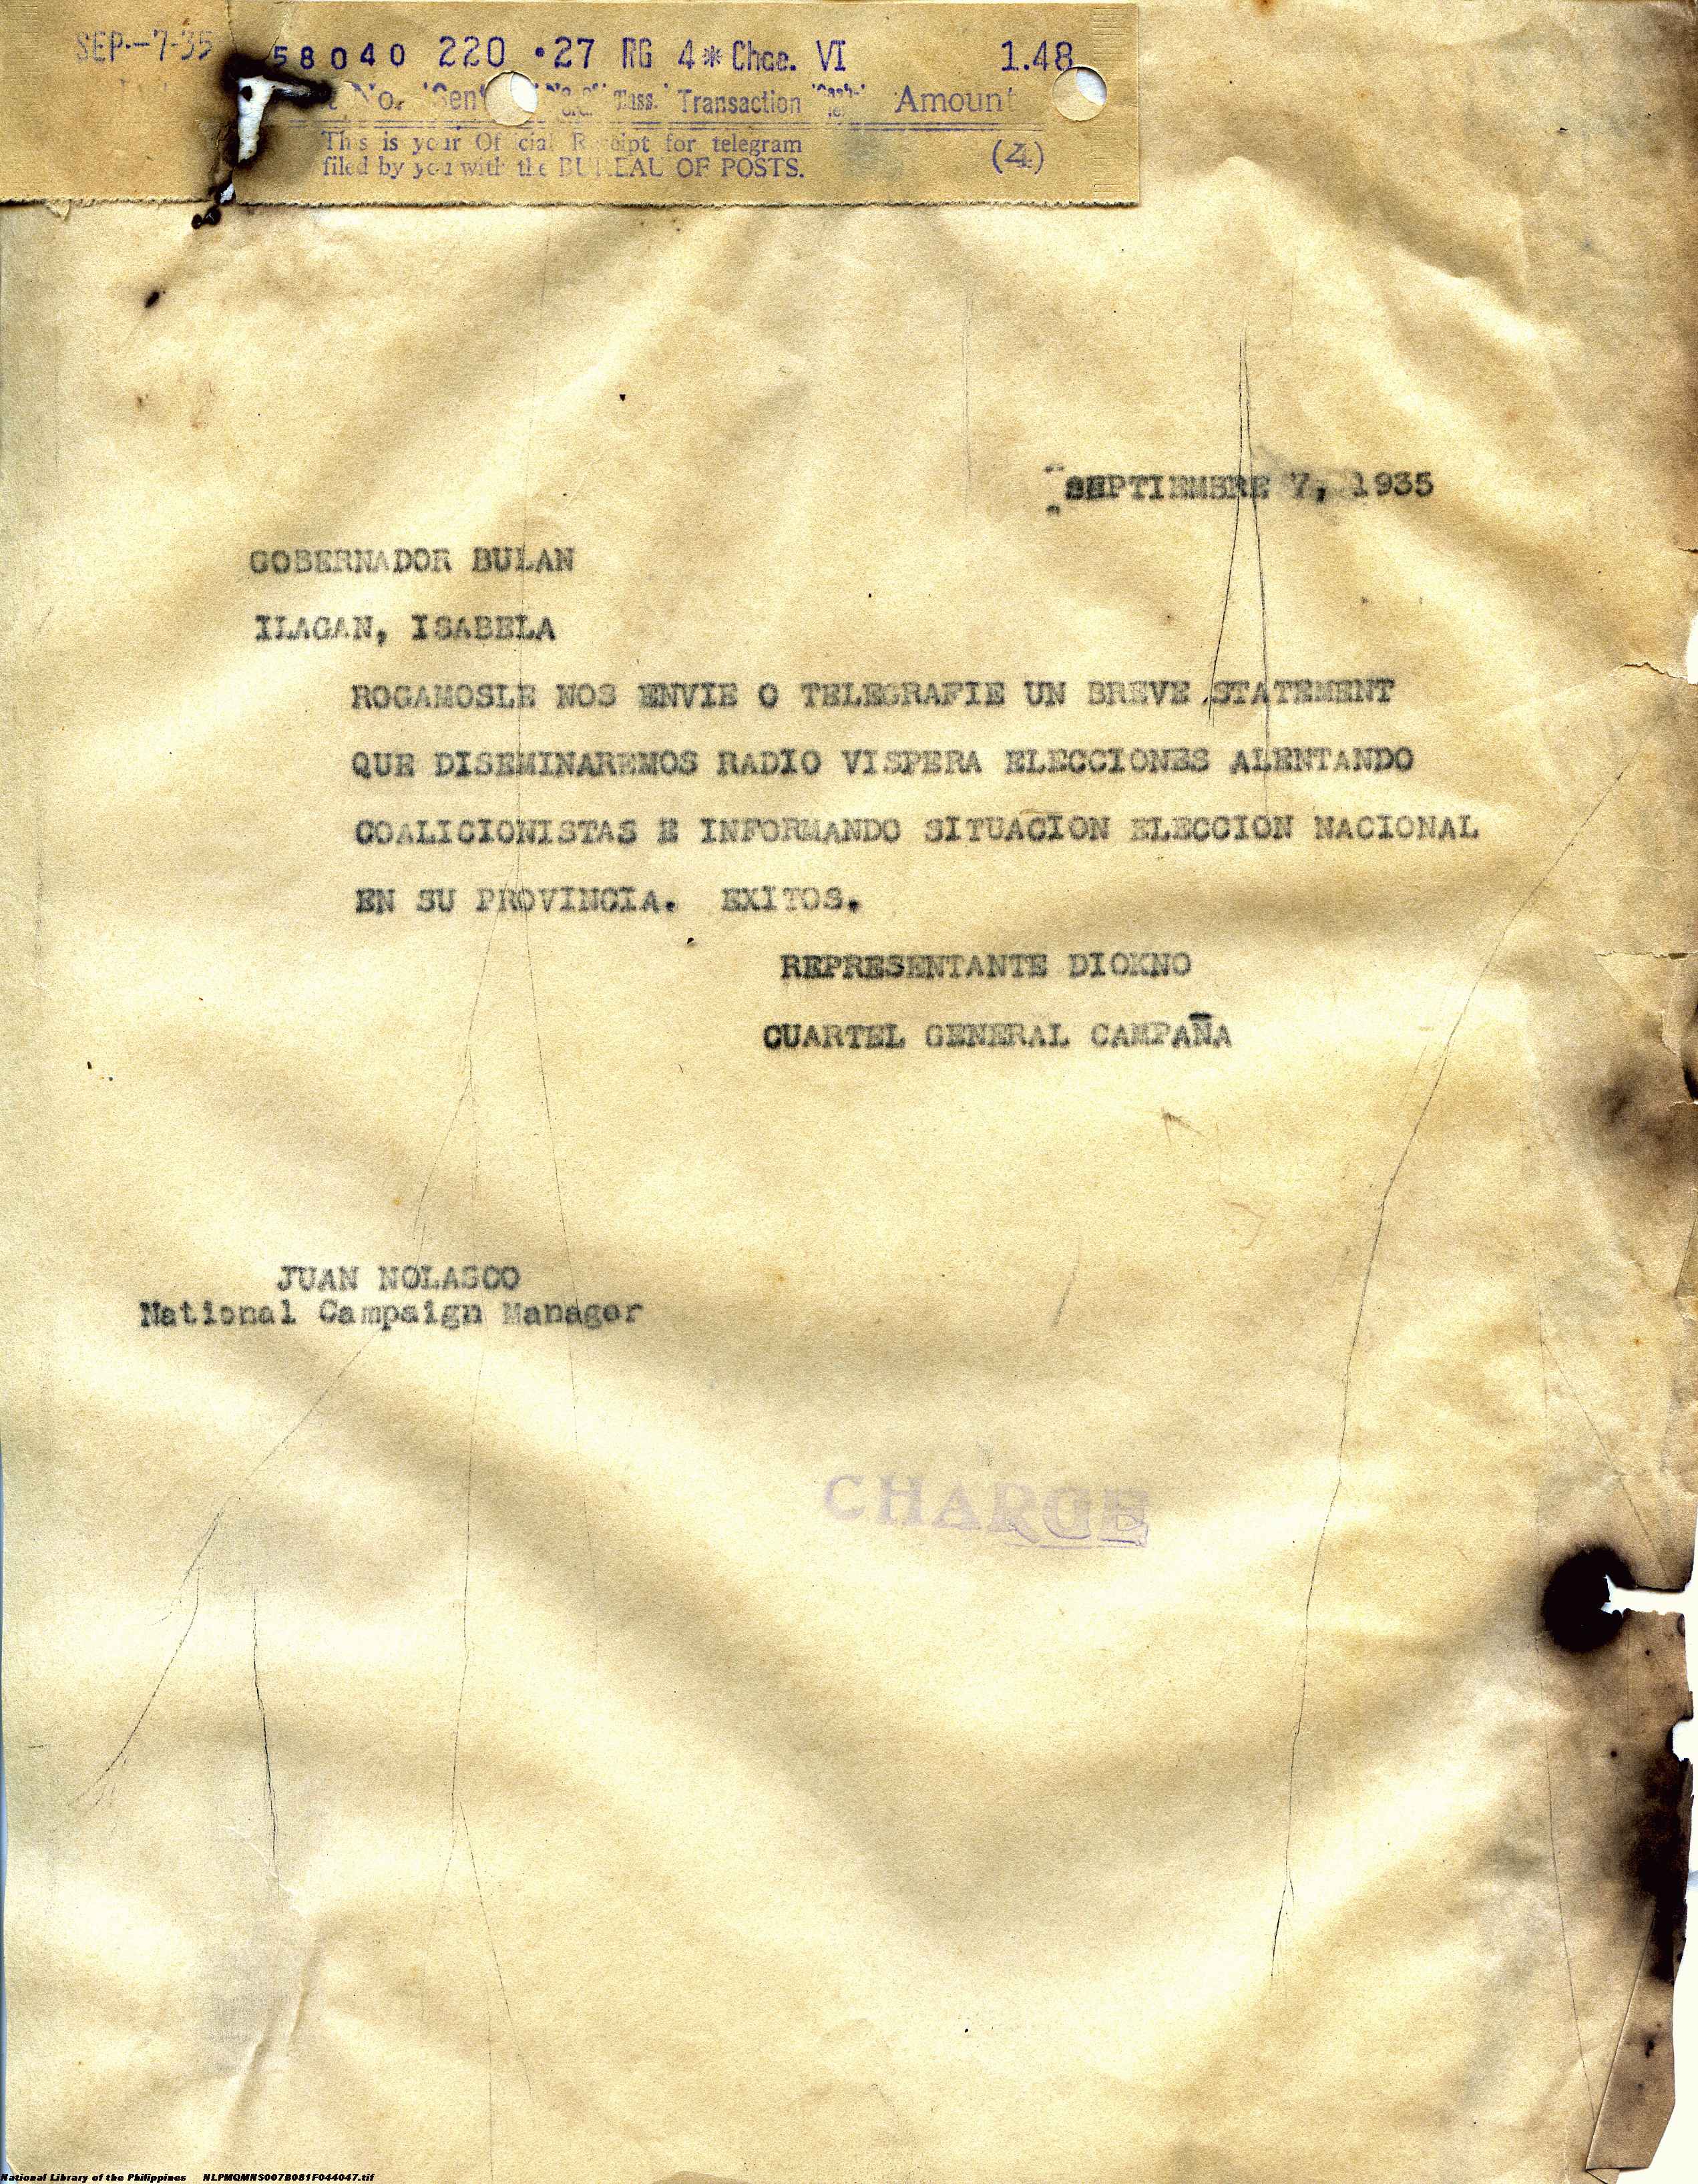 SEP.-7-35 58040 220 .27 RG 4* Chge. VI 1.48
No. Sent Class. Transaction Amount
This is your Official Receipt for telegram
filed by you with the BUREAU OF POSTS. (4)
SEPTIEMBRE 7, 1935
GOBERNADOR BULAN
ILAGAN, ISABELA
ROGAMOSLE NOS ENVIE O TELEGRAFIE UN BREVE STATEMENT
QUE DISEMINAREMOS RADIO VISPERA ELECCIONES ALENTANDO
COALICIONISTAS E INFORMANDO SITUACION ELECCION NACIONAL
EN SU PROVINCIA. EXITOS.
REPRESENTANTE DIOKNO
CUARTEL GENERAL CAMPAÑA
JUAN NOLASCO
National Campaign Manager
CHARGE
National Library of the Philippines NLPMQMNS007B081F044047.tif